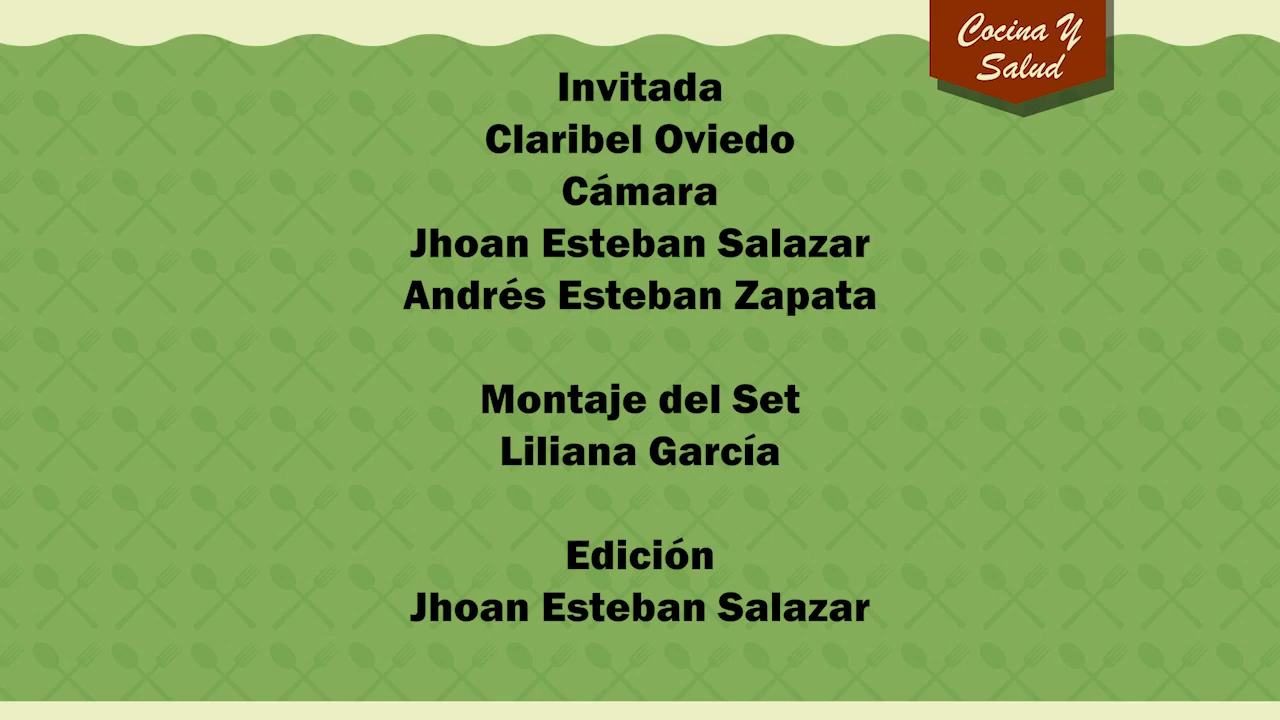 Cocina Y
Salud
Invitada
Claribel Oviedo
Cámara
Jhoan Esteban Salazar
Andrés Esteban Zapata
Montaje del Set
Liliana García
Edición
Jhoan Esteban Salazar